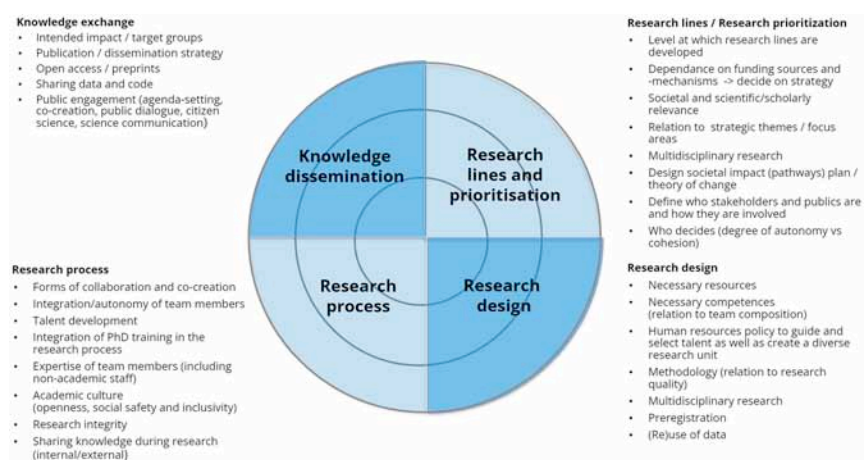 Knowledge exchange
• Intended impact / target groups
• Publication / dissemination strategy
• Open access / preprints
• Sharing data and code
• Public engagement (agenda-setting,
co-creation, public dialogue, citizen
science, science communication)
Research lines / Research prioritization
• Level at which research lines are
developed
• Dependance on funding sources and
-mechanisms -> decide on strategy
• Societal and scientific/scholarly
relevance
• Relation to strategic themes / focus
areas
• Multidisciplinary research
• Design societal impact (pathways) plan /
theory of change
• Define who stakeholders and publics are
and how they are involved
• Who decides (degree of autonomy vs
cohesion)
Knowledge
dissemination
Research
lines and
prioritisation
Research
process
Research
design
Research process
• Forms of collaboration and co-creation
• Integration/autonomy of team members
• Talent development
• Integration of PhD training in the
research process
• Expertise of team members (including
non-academic staff)
• Academic culture
(openness, social safety and inclusivity)
• Research integrity
• Sharing knowledge during research
(internal/external)
Research design
• Necessary resources
• Necessary competences
(relation to team composition)
• Human resources policy to guide and
select talent as well as create a diverse
research unit
• Methodology (relation to research
quality)
• Multidisciplinary research
• Preregistration
• (Re)use of data